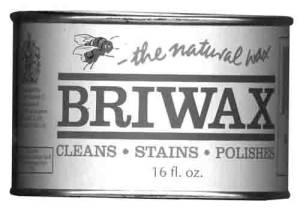 - the natural wax
BRIWAX
CLEANS • STAINS • POLISHES
16 fl. oz.